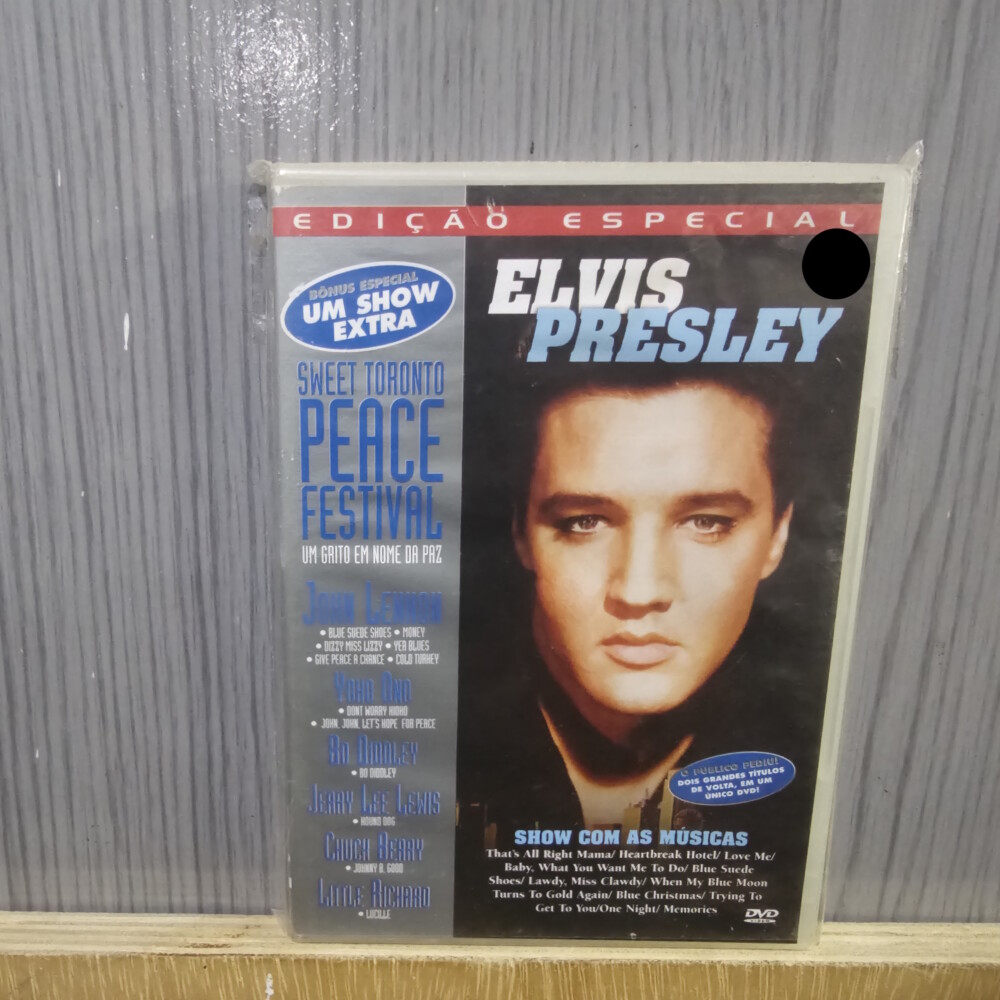 EDIÇÃO ESPECIAL
BÔNUS ESPECIAL
UM SHOW
EXTRA
SWEET TORONTO
PEACE
FESTIVAL
UM GRITO EM NOME DA PAZ
JOHN LENNON
• BLUE SUEDE SHOES • MONEY
• DIZZY MISS LIZZY • YER BLUES
• GIVE PEACE A CHANCE • COLD TURKEY
YOKO ONO
• DONT WORRY KIOKO
• JOHN, JOHN, LET'S HOPE FOR PEACE
BO DIDDLEY
• BO DIDDLEY
JERRY LEE LEWIS
• HOUND DOG
CHUCK BERRY
• JOHNNY B. GOOD
LITTLE RICHARD
• LUCILLE
ELVIS
PRESLEY
O PÚBLICO PEDIU!
DOIS GRANDES TÍTULOS
DE VOLTA, EM UM
ÚNICO DVD!
SHOW COM AS MÚSICAS
That's All Right Mama/ Heartbreak Hotel/ Love Me/
Baby, What You Want Me To Do/ Blue Suede
Shoes/ Lawdy, Miss Clawdy/ When My Blue Moon
Turns To Gold Again/ Blue Christmas/ Trying To
Get To You/One Night/ Memories
DVD
VIDEO